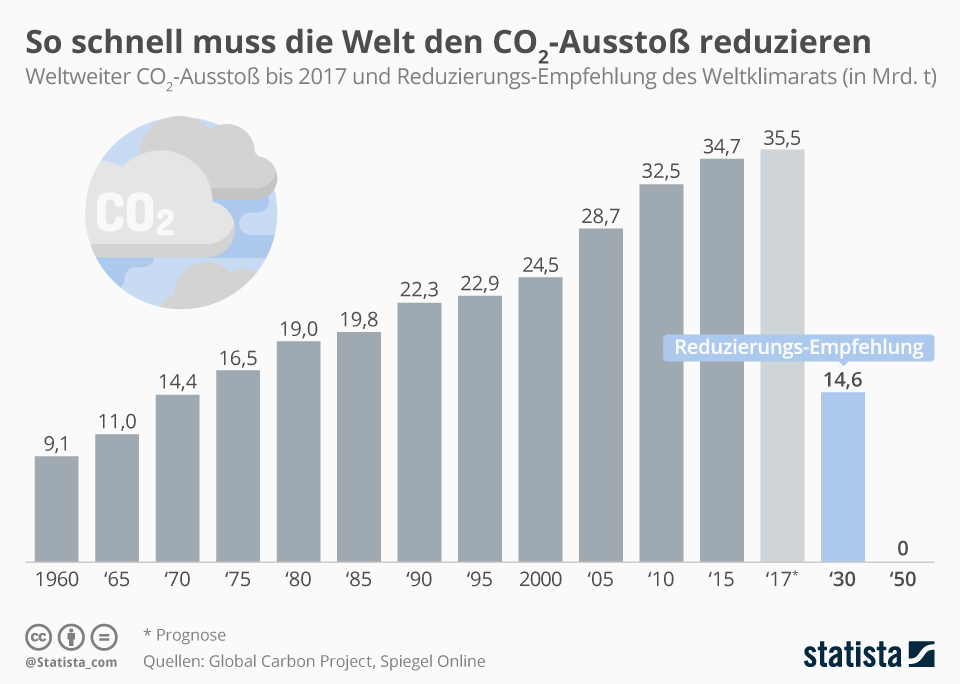 So schnell muss die Welt den CO₂-Ausstoß reduzieren
Weltweiter CO₂-Ausstoß bis 2017 und Reduzierungs-Empfehlung des Weltklimarats (in Mrd. t)
CO₂
9,1
11,0
14,4
16,5
19,0
19,8
22,3
22,9
24,5
28,7
32,5
34,7
35,5
Reduzierungs-Empfehlung
14,6
0
1960 ‘65 ‘70 ‘75 ‘80 ‘85 ‘90 ‘95 2000 ‘05 ‘10 ‘15 ‘17* ‘30 ‘50
cc
@Statista_com
* Prognose
Quellen: Global Carbon Project, Spiegel Online
statista